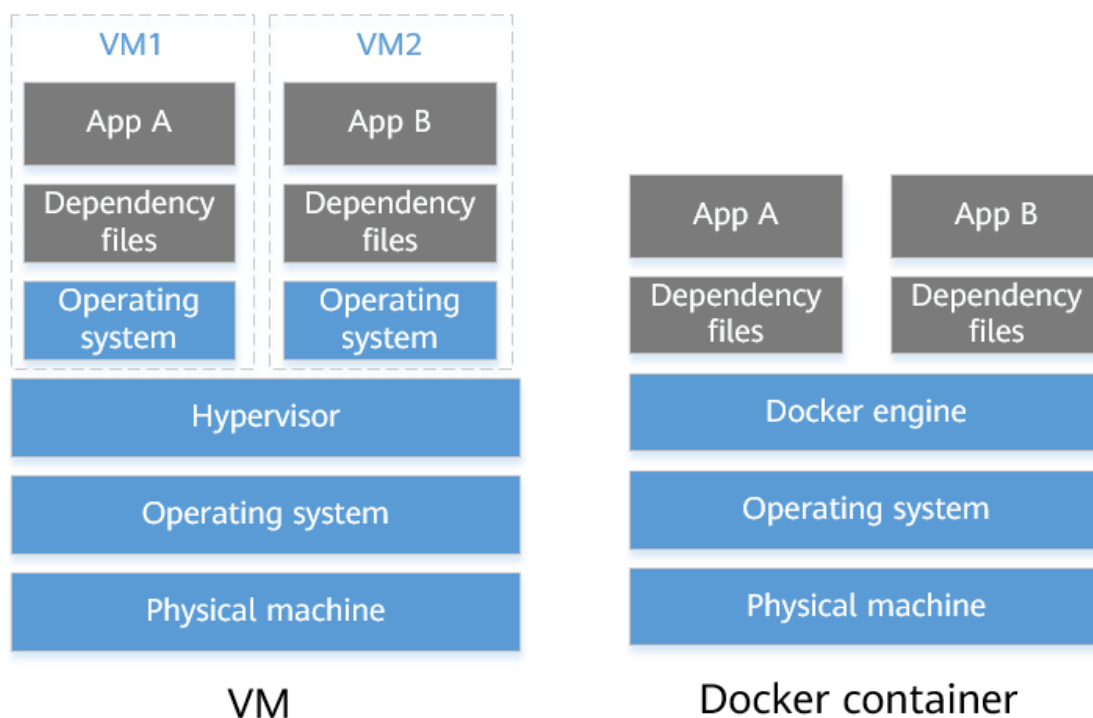 VM1
VM2
App A
App B
Dependency
files
Dependency
files
Operating
system
Operating
system
Hypervisor
Operating system
Physical machine
VM
App A
App B
Dependency
files
Dependency
files
Docker engine
Operating system
Physical machine
Docker container